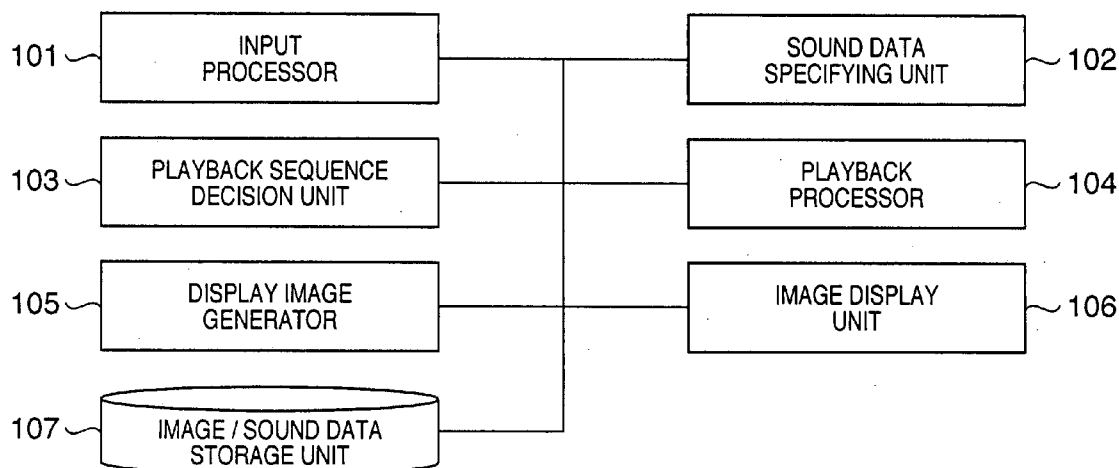 101
INPUT
PROCESSOR
SOUND DATA
SPECIFYING UNIT
102
103
PLAYBACK SEQUENCE
DECISION UNIT
PLAYBACK
PROCESSOR
104
105
DISPLAY IMAGE
GENERATOR
IMAGE DISPLAY
UNIT
106
107
IMAGE / SOUND DATA
STORAGE UNIT